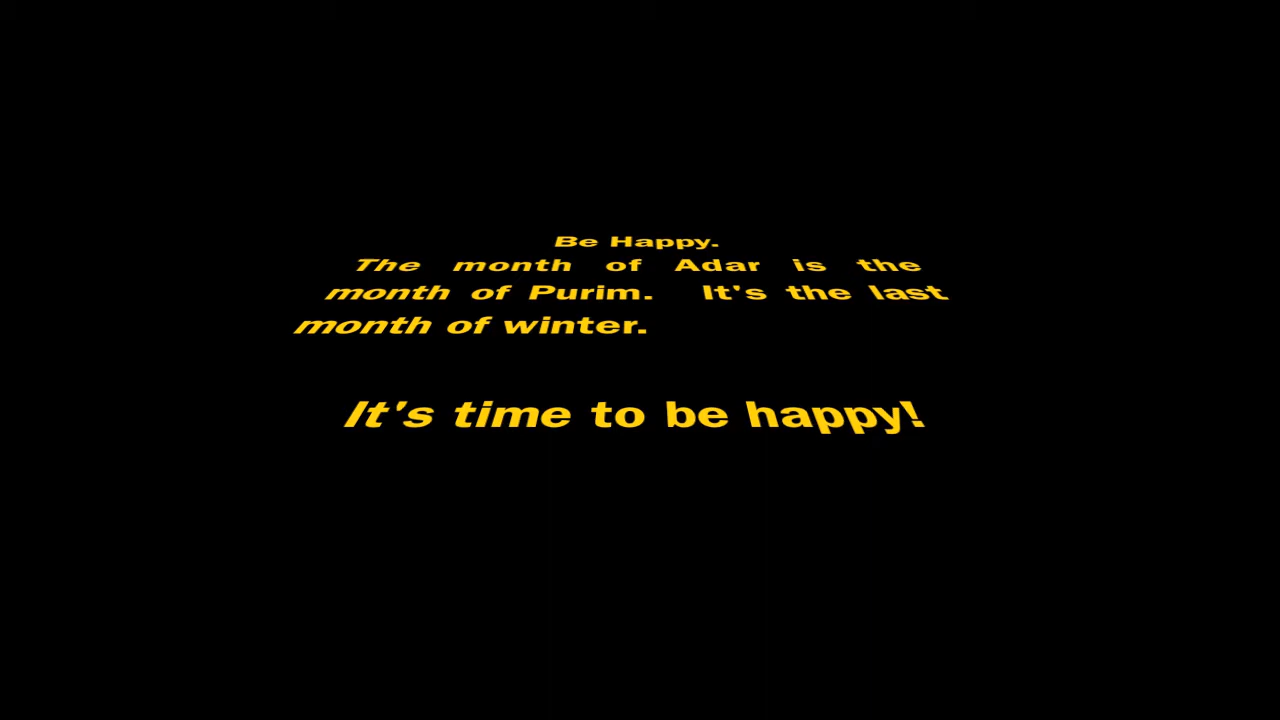 Be Happy.
The month of Adar is the
month of Purim. It's the last
month of winter.
It's time to be happy!